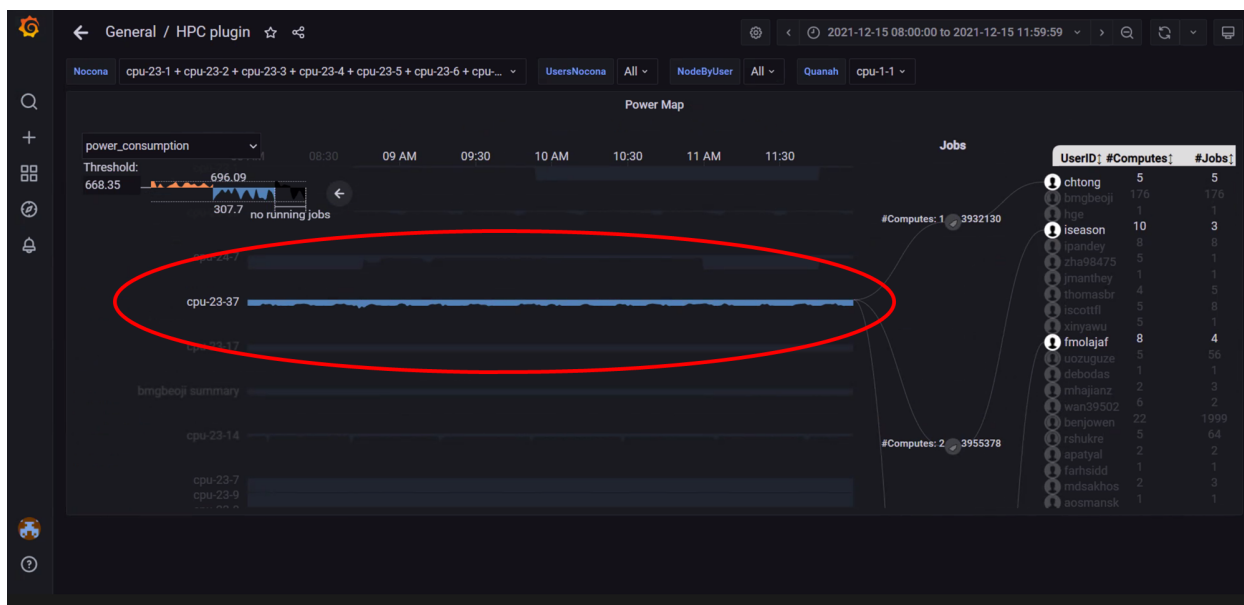 General / HPC plugin
2021-12-15 08:00:00 to 2021-12-15 11:59:59
Nocona cpu-23-1 + cpu-23-2 + cpu-23-3 + cpu-23-4 + cpu-23-5 + cpu-23-6 + cpu-... UsersNocona All NodeByUser All Quanah cpu-1-1
Power Map
power_consumption
08:30 09 AM 09:30 10 AM 10:30 11 AM 11:30
Jobs
UserID #Computes #Jobs
Threshold:
668.35
696.09
307.7
no running jobs
#Computes: 1 3932130
cpu-24-7
cpu-23-37
cpu-23-17
bmgbeoji summary
cpu-23-14
#Computes: 2 3955378
cpu-23-7
cpu-23-9
chtong 5 5
bmgbeoji 176 176
hge 1 1
iseason 10 3
ipandey 8 8
zha98475 5 1
jmanthey 1 1
thomasbr 4 5
iscottfl 5 8
xinyawu 5 1
fmolajaf 8 4
uozuguze 5 56
debodas 1 1
mhajianz 2 3
wan39502 6 2
benjowen 22 1999
rshukre 5 64
apatyal 2 2
farhsidd 1 1
mdsakhos 2 3
aosmansk 1 1